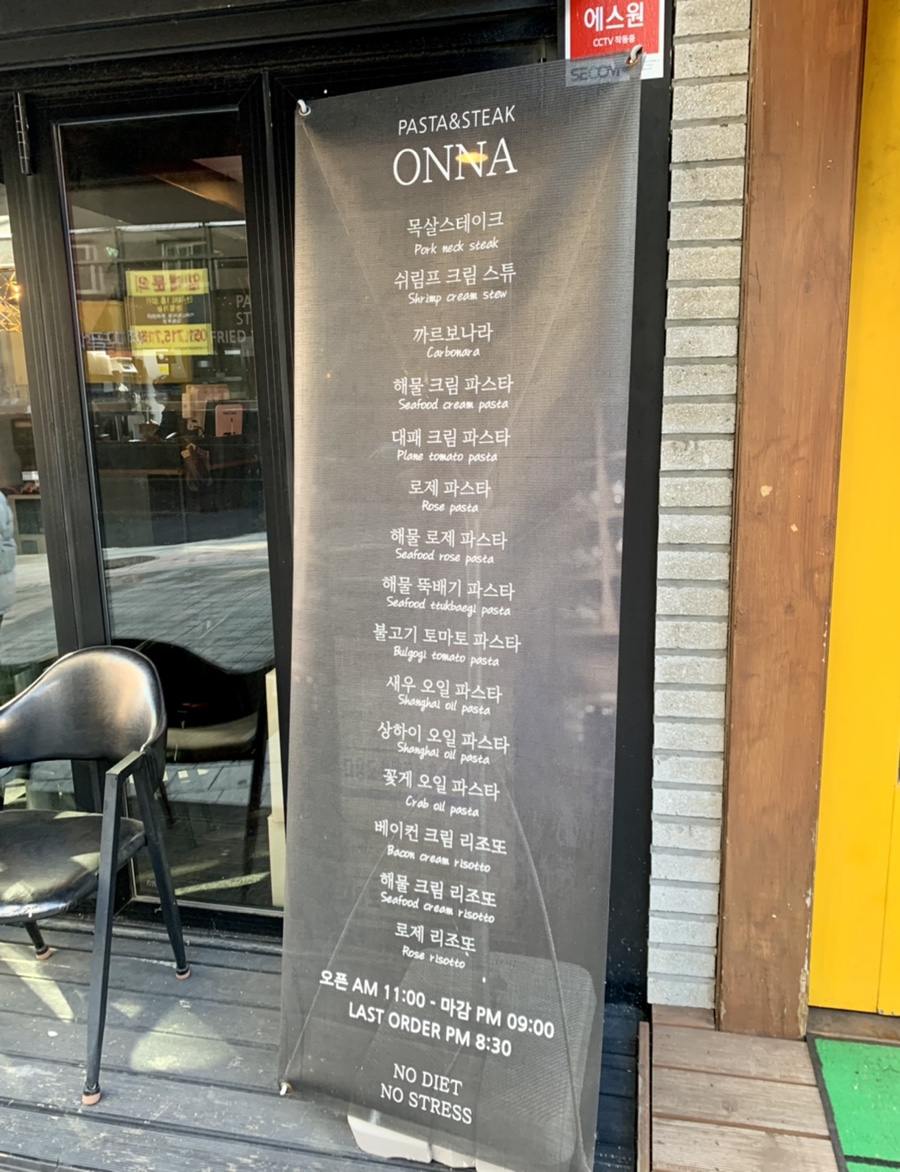 에스원
CCTV 작동중
SECOM
PASTA&STEAK
ONNA
목살스테이크
Pork neck steak
쉬림프 크림 스튜
Shrimp cream stew
까르보나라
Carbonara
해물 크림 파스타
Seafood cream pasta
대패 크림 파스타
Plane tomato pasta
로제 파스타
Rose pasta
해물 로제 파스타
Seafood rose pasta
해물 뚝배기 파스타
Seafood ttukbaegi pasta
불고기 토마토 파스타
Bulgogi tomato pasta
새우 오일 파스타
Shanghai oil pasta
상하이 오일 파스타
Shanghai oil pasta
꽃게 오일 파스타
Crab oil pasta
베이컨 크림 리조또
Bacon cream risotto
해물 크림 리조또
Seafood cream risotto
로제 리조또
Rose risotto
오픈 AM 11:00 - 마감 PM 09:00
LAST ORDER PM 8:30
NO DIET
NO STRESS